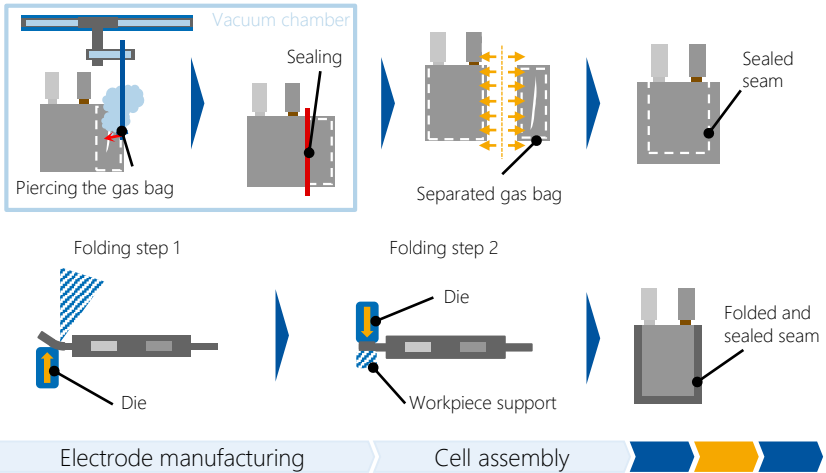 Vacuum chamber
Sealing
Piercing the gas bag
Separated gas bag
Sealed
seam
Folding step 1
Folding step 2
Die
Die
Workpiece support
Folded and
sealed seam
Electrode manufacturing
Cell assembly